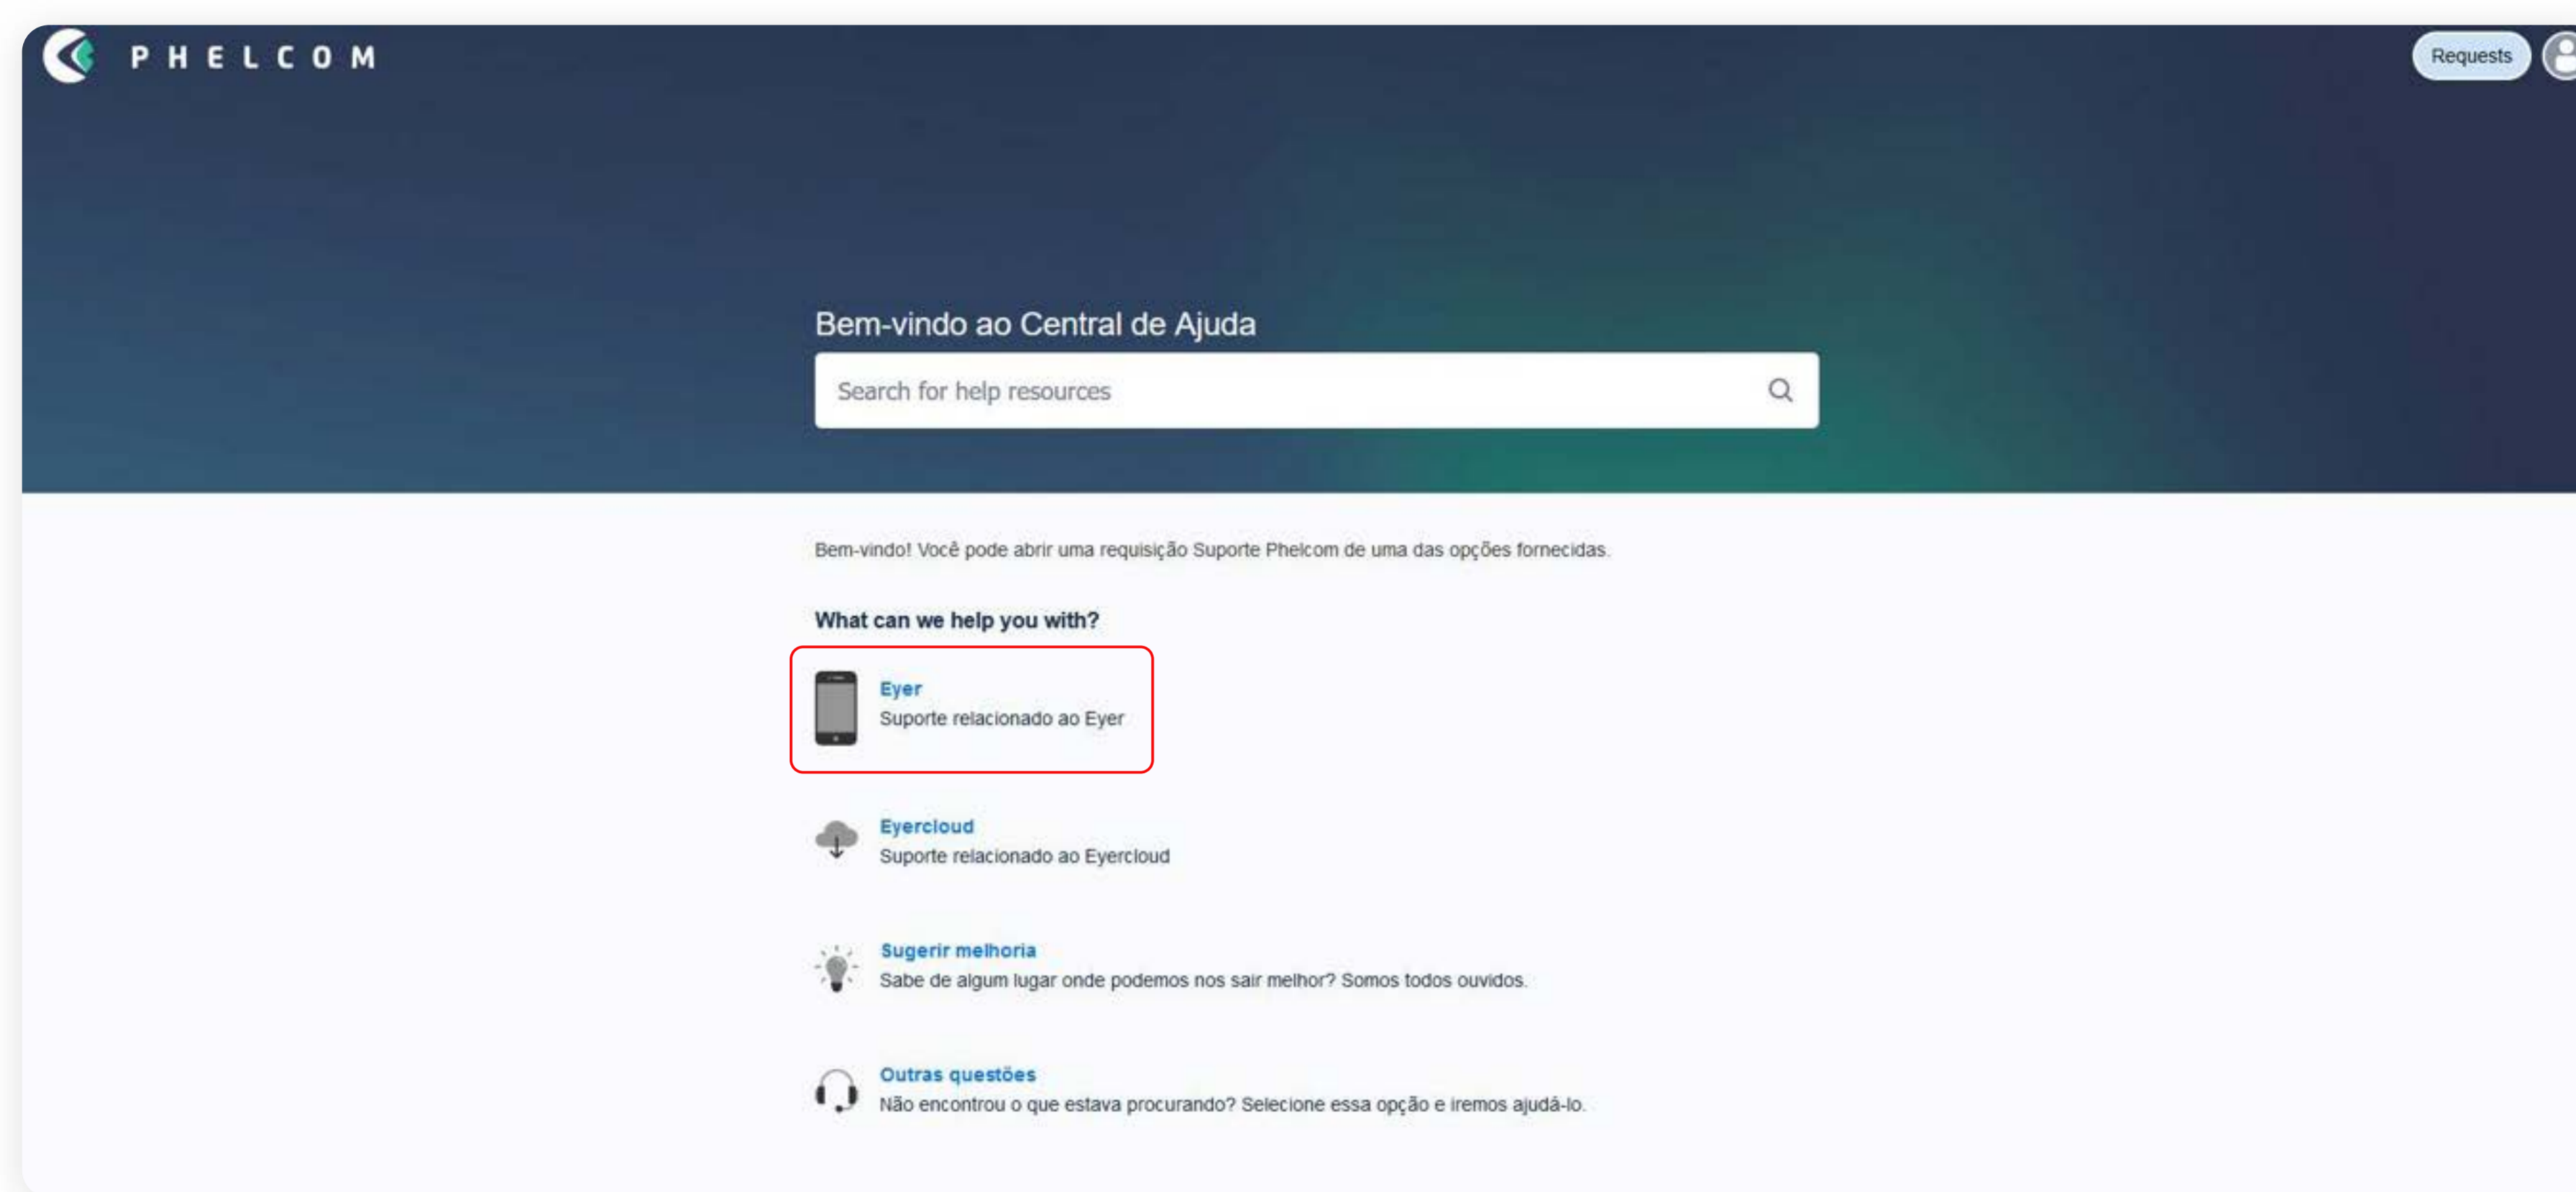 PHELCOM
Requests
Bem-vindo ao Central de Ajuda
Search for help resources
Bem-vindo! Você pode abrir uma requisição Suporte Phelcom de uma das opções fornecidas.
What can we help you with?
Eyer
Suporte relacionado ao Eyer
Eyercloud
Suporte relacionado ao Eyercloud
Sugerir melhoria
Sabe de algum lugar onde podemos nos sair melhor? Somos todos ouvidos.
Outras questões
Não encontrou o que estava procurando? Selecione essa opção e iremos ajudá-lo.